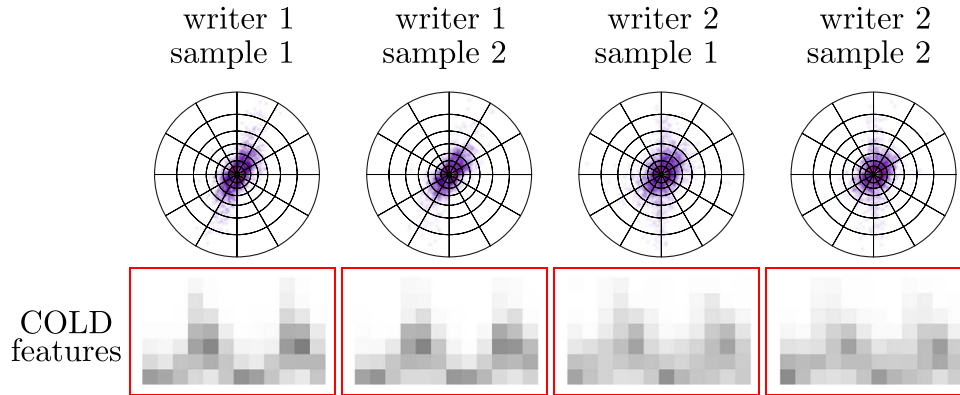 writer 1
sample 1
writer 1
sample 2
writer 2
sample 1
writer 2
sample 2
COLD
features